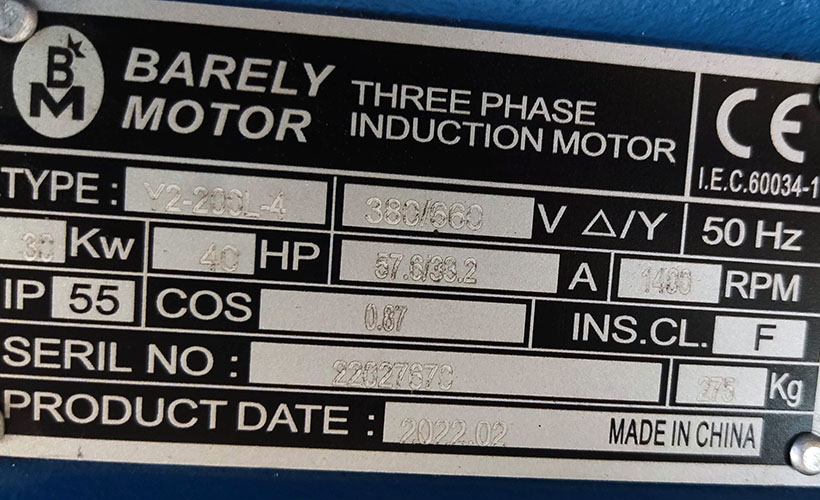 BM
BARELY MOTOR
THREE PHASE INDUCTION MOTOR
CE
I.E.C.60034-1
TYPE : Y2-200L-4 380/660 V △/Y 50 Hz
30 Kw 40 HP 57.6/33.2 A 1400 RPM
IP 55 COS 0.87 INS.CL. F
SERIL NO : 275 Kg
PRODUCT DATE : 2022.02 MADE IN CHINA